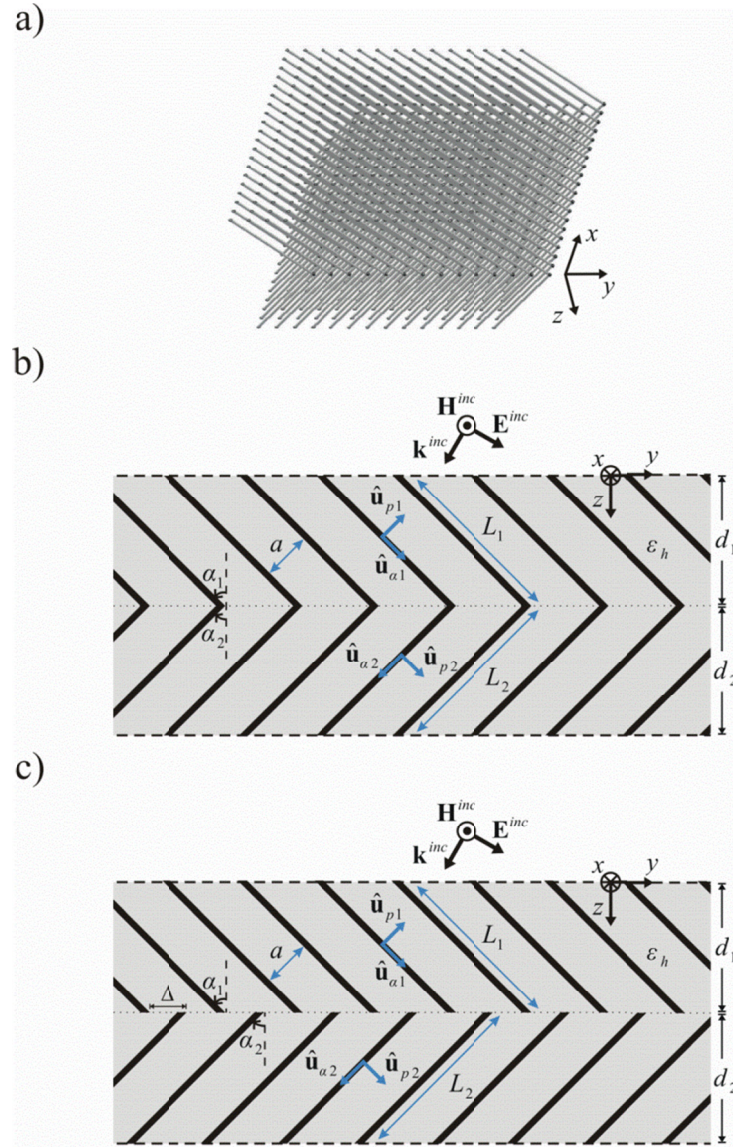 a)
x
y
z
b)
H^inc
E^inc
k^inc
x y
z
û_p1
L_1
d_1
a
ε_h
û_α1
α_1
α_2
û_α2
û_p2
L_2
d_2
c)
H^inc
E^inc
k^inc
x y
z
û_p1
L_1
d_1
a
ε_h
û_α1
Δ
α_1
α_2
û_α2
û_p2
L_2
d_2